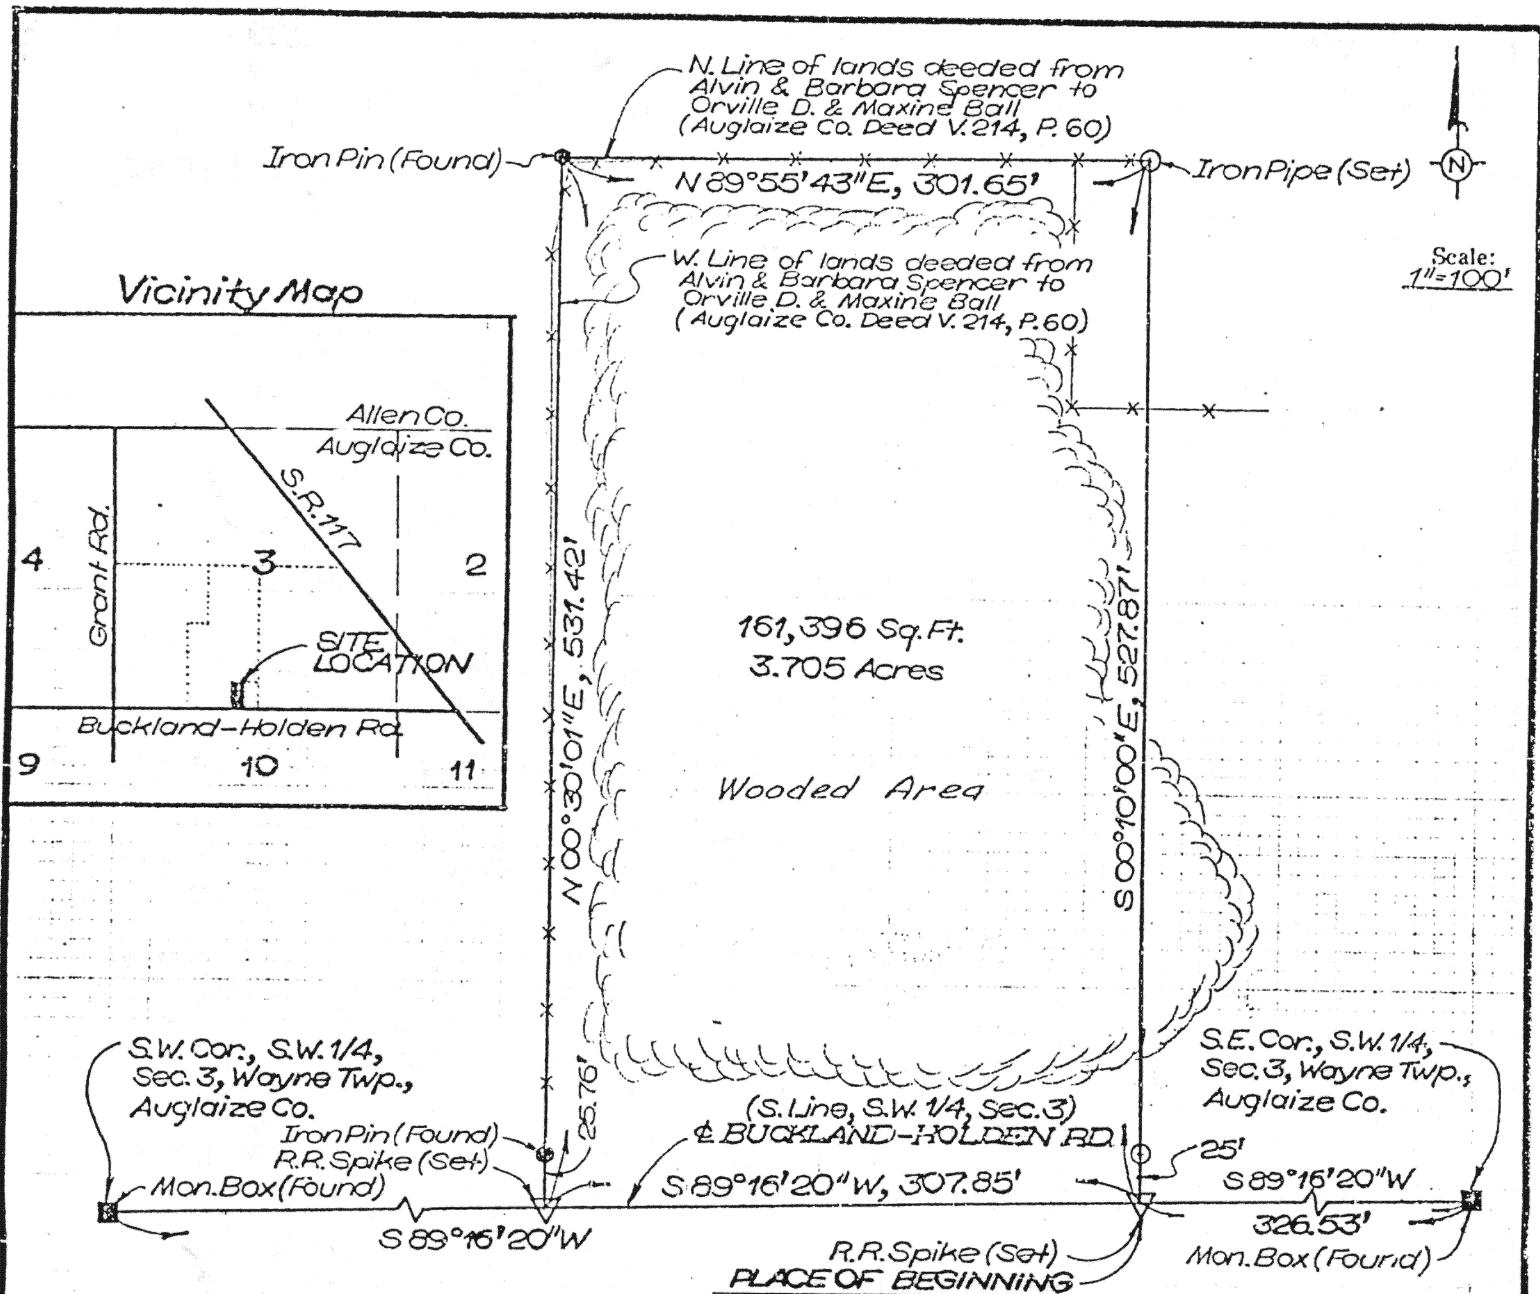 N. Line of lands deeded from
Alvin & Barbara Spencer to
Orville D. & Maxine Ball
(Auglaize Co. Deed V. 214, P. 60)
Iron Pin (Found)
Iron Pipe (Set)
N
N 89°55'43"E, 301.65'
Scale:
1"=100'
W. Line of lands deeded from
Alvin & Barbara Spencer to
Orville D. & Maxine Ball
(Auglaize Co. Deed V. 214, P. 60)
Vicinity Map
Allen Co.
Auglaize Co.
S.R. 117
Grant Rd.
4
3
2
SITE
LOCATION
Buckland-Holden Rd.
9
10
11
N 00°30'01"E, 531.42'
161,396 Sq. Ft.
3.705 Acres
S 00°10'00"E, 527.87'
Wooded Area
S.W. Cor., S.W. 1/4,
Sec. 3, Wayne Twp.,
Auglaize Co.
S.E. Cor., S.W. 1/4,
Sec. 3, Wayne Twp.,
Auglaize Co.
25.76'
(S. Line, S.W. 1/4, Sec. 3)
℄ BUCKLAND-HOLDEN RD.
Iron Pin (Found)
R.R. Spike (Set)
Mon. Box (Found)
25'
S 89°16'20"W, 307.85'
S 89°16'20"W
326.53'
S 89°16'20"W
R.R. Spike (Set)
PLACE OF BEGINNING
Mon. Box (Found)